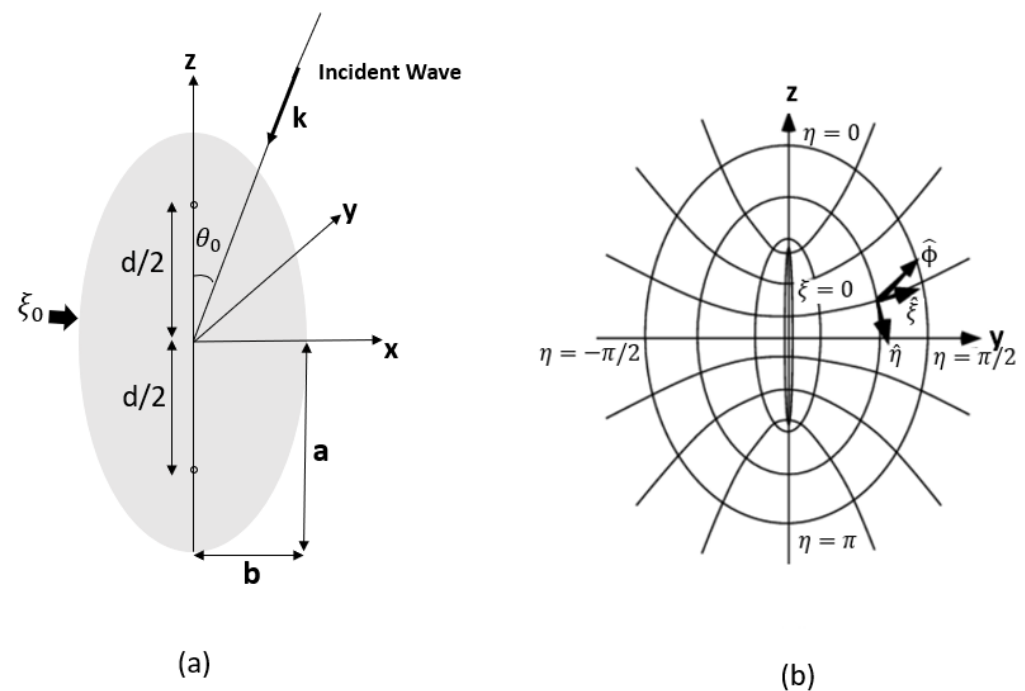 z
Incident Wave
k
θ₀
y
d/2
ξ₀
x
d/2
a
b
(a)
z
η = 0
ξ = 0
Φ̂
ξ̂
η̂
y
η = −π/2
η = π/2
η = π
(b)